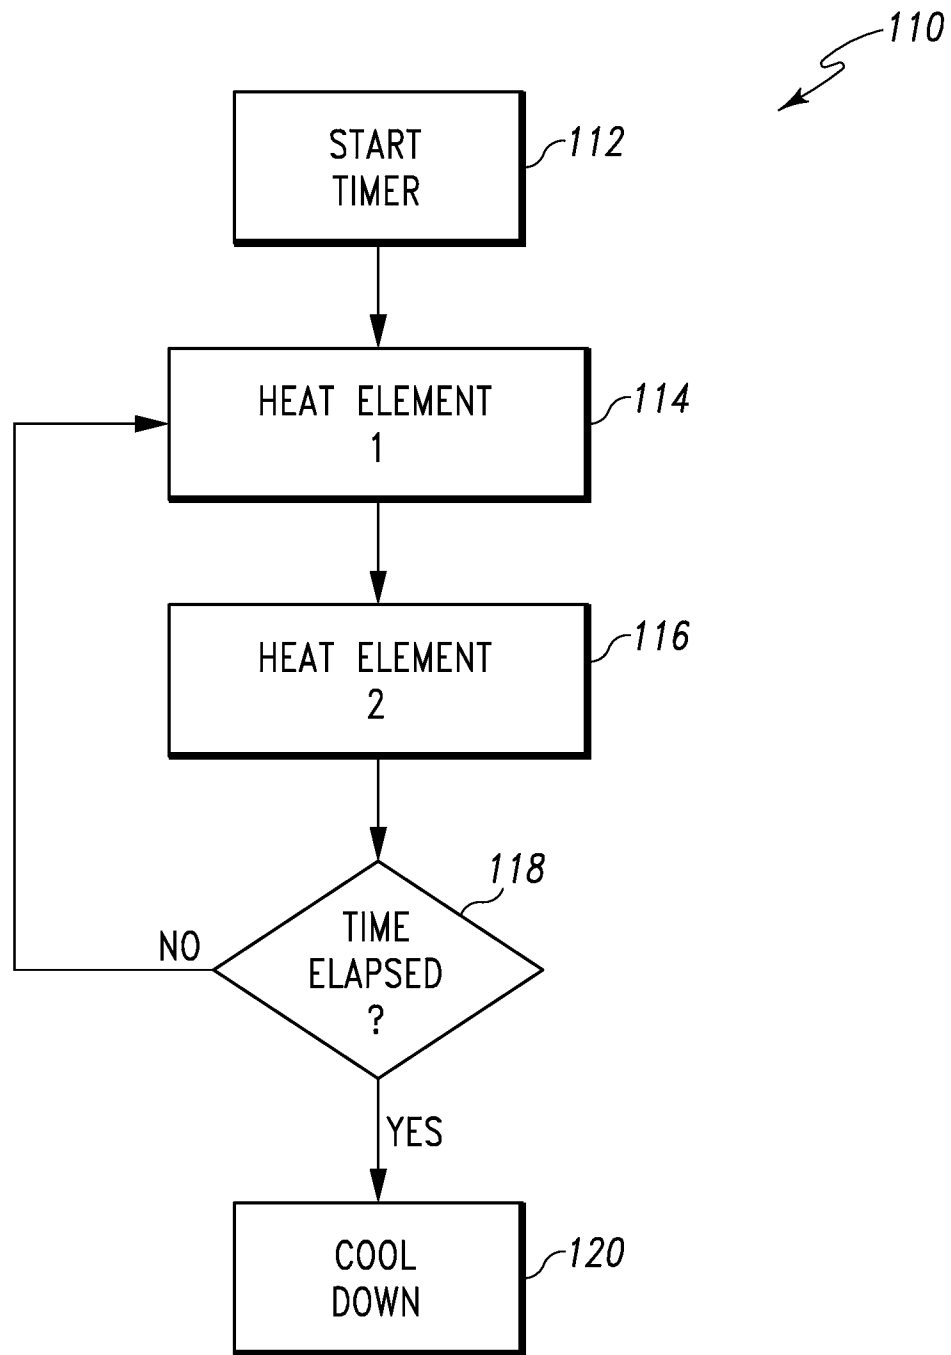 110
START
TIMER
112
HEAT ELEMENT
1
114
HEAT ELEMENT
2
116
118
TIME
ELAPSED
?
NO
YES
COOL
DOWN
120